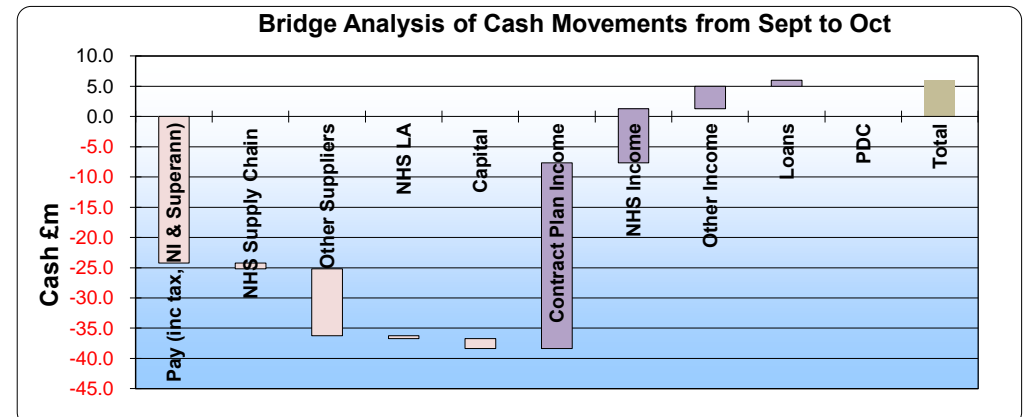 Bridge Analysis of Cash Movements from Sept to Oct
Cash £m
10.0
5.0
0.0
-5.0
-10.0
-15.0
-20.0
-25.0
-30.0
-35.0
-40.0
-45.0
Pay (inc tax, NI & Superann)
NHS Supply Chain
Other Suppliers
NHS LA
Capital
Contract Plan Income
NHS Income
Other Income
Loans
PDC
Total